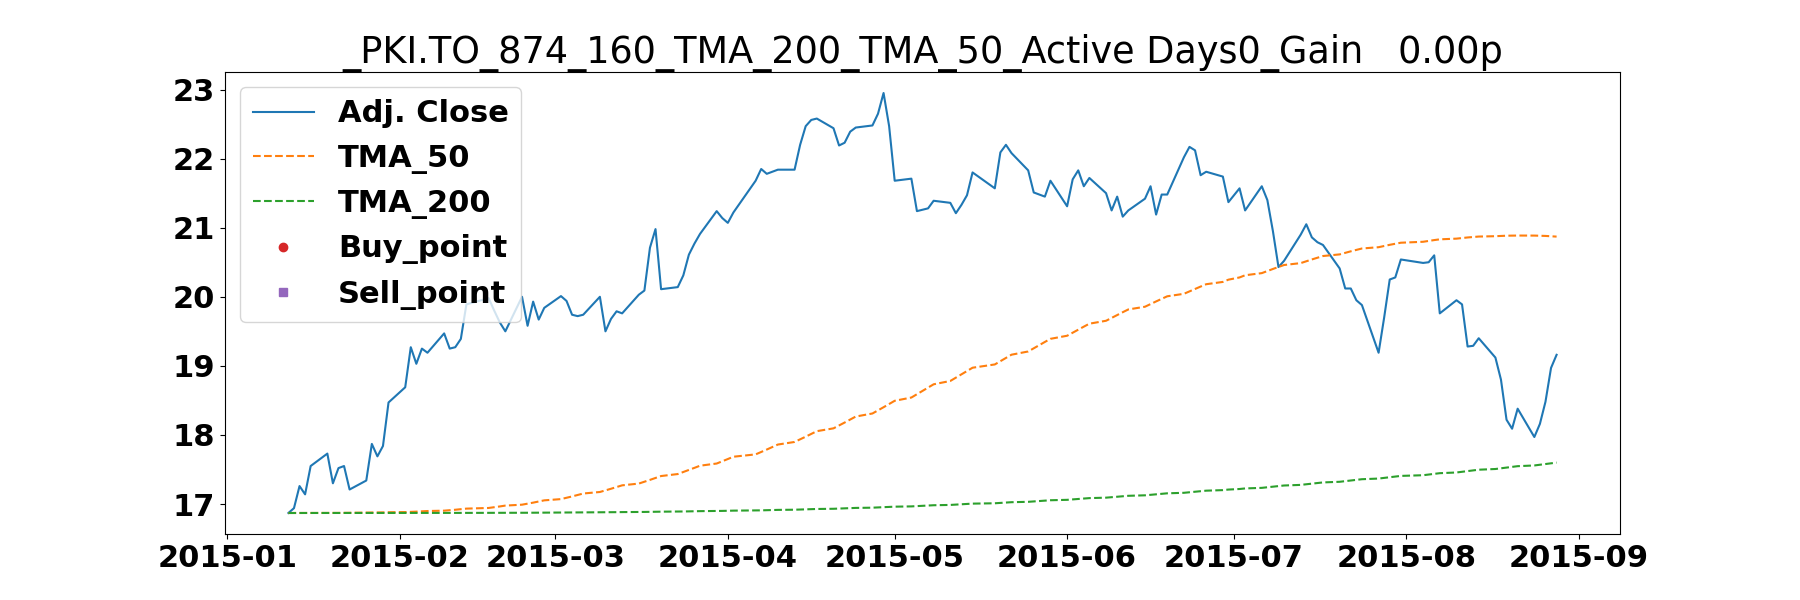 _PKI.TO_874_160_TMA_200_TMA_50_Active Days0_Gain   0.00p
23
22
21
20
19
18
17
Adj. Close
TMA_50
TMA_200
Buy_point
Sell_point
2015-01 2015-02 2015-03 2015-04 2015-05 2015-06 2015-07 2015-08 2015-09